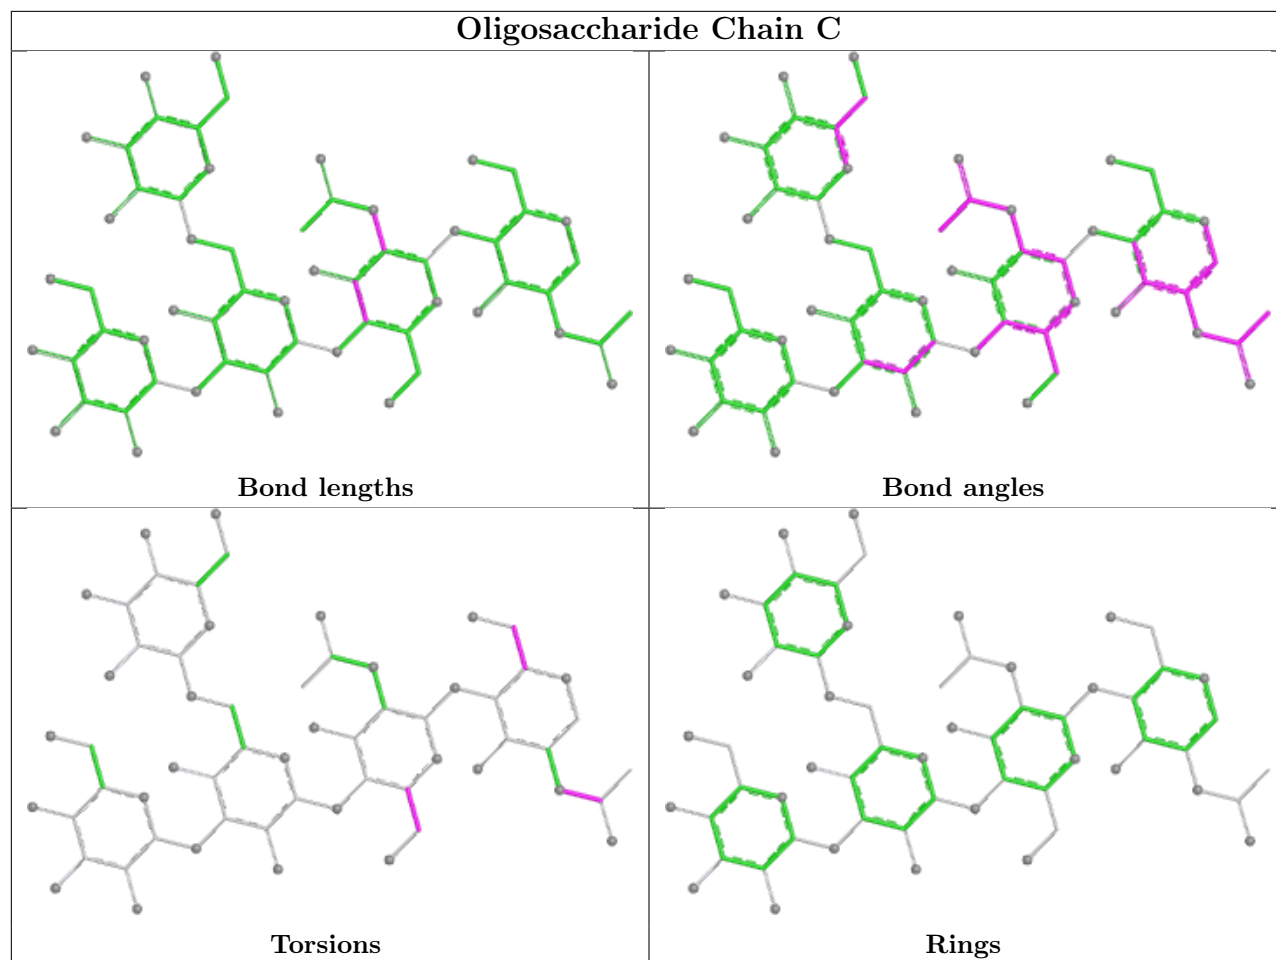 Oligosaccharide Chain C
Bond lengths
Bond angles
Torsions
Rings